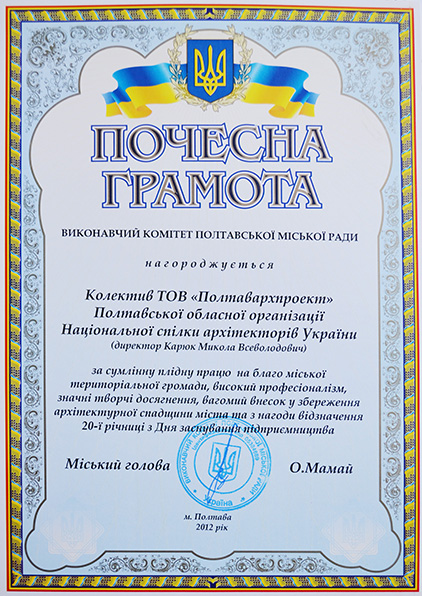 ПОЧЕСНА
ГРАМОТА
ВИКОНАВЧИЙ КОМІТЕТ ПОЛТАВСЬКОЇ МІСЬКОЇ РАДИ
нагороджується
Колектив ТОВ «Полтавархпроект»
Полтавської обласної організації
Національної спілки архітекторів України
(директор Карюк Микола Всеволодович)
за сумлінну плідну працю на благо міської
територіальної громади, високий професіоналізм,
значні творчі досягнення, вагомий внесок у збереження
архітектурної спадщини міста та з нагоди відзначення
20-ї річниці з Дня заснування підприємництва
Міський голова О.Мамай
Україна
м. Полтава
2012 рік